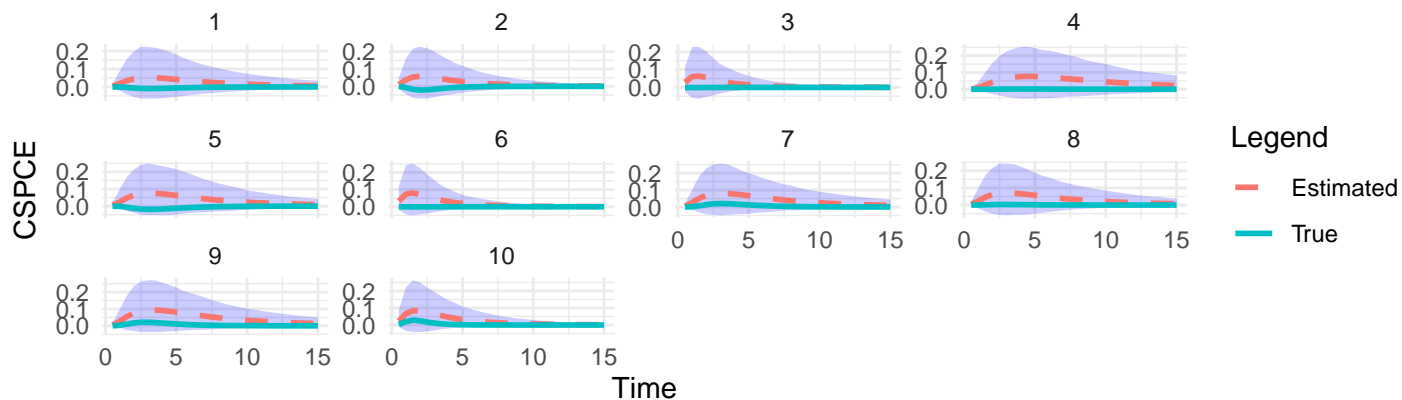 1 2 3 4
0.2 0.2 0.2 0.2
0.1 0.1 0.1 0.1
0.0 0.0 0.0 0.0
5 6 7 8
0.2 0.2 0.2 0.2
0.1 0.1 0.1 0.1
0.0 0.0 0.0 0.0
0 5 10 15 0 5 10 15
9 10
0.2 0.2
0.1 0.1
0.0 0.0
0 5 10 15 0 5 10 15
Time
CSPCE
Legend
Estimated
True